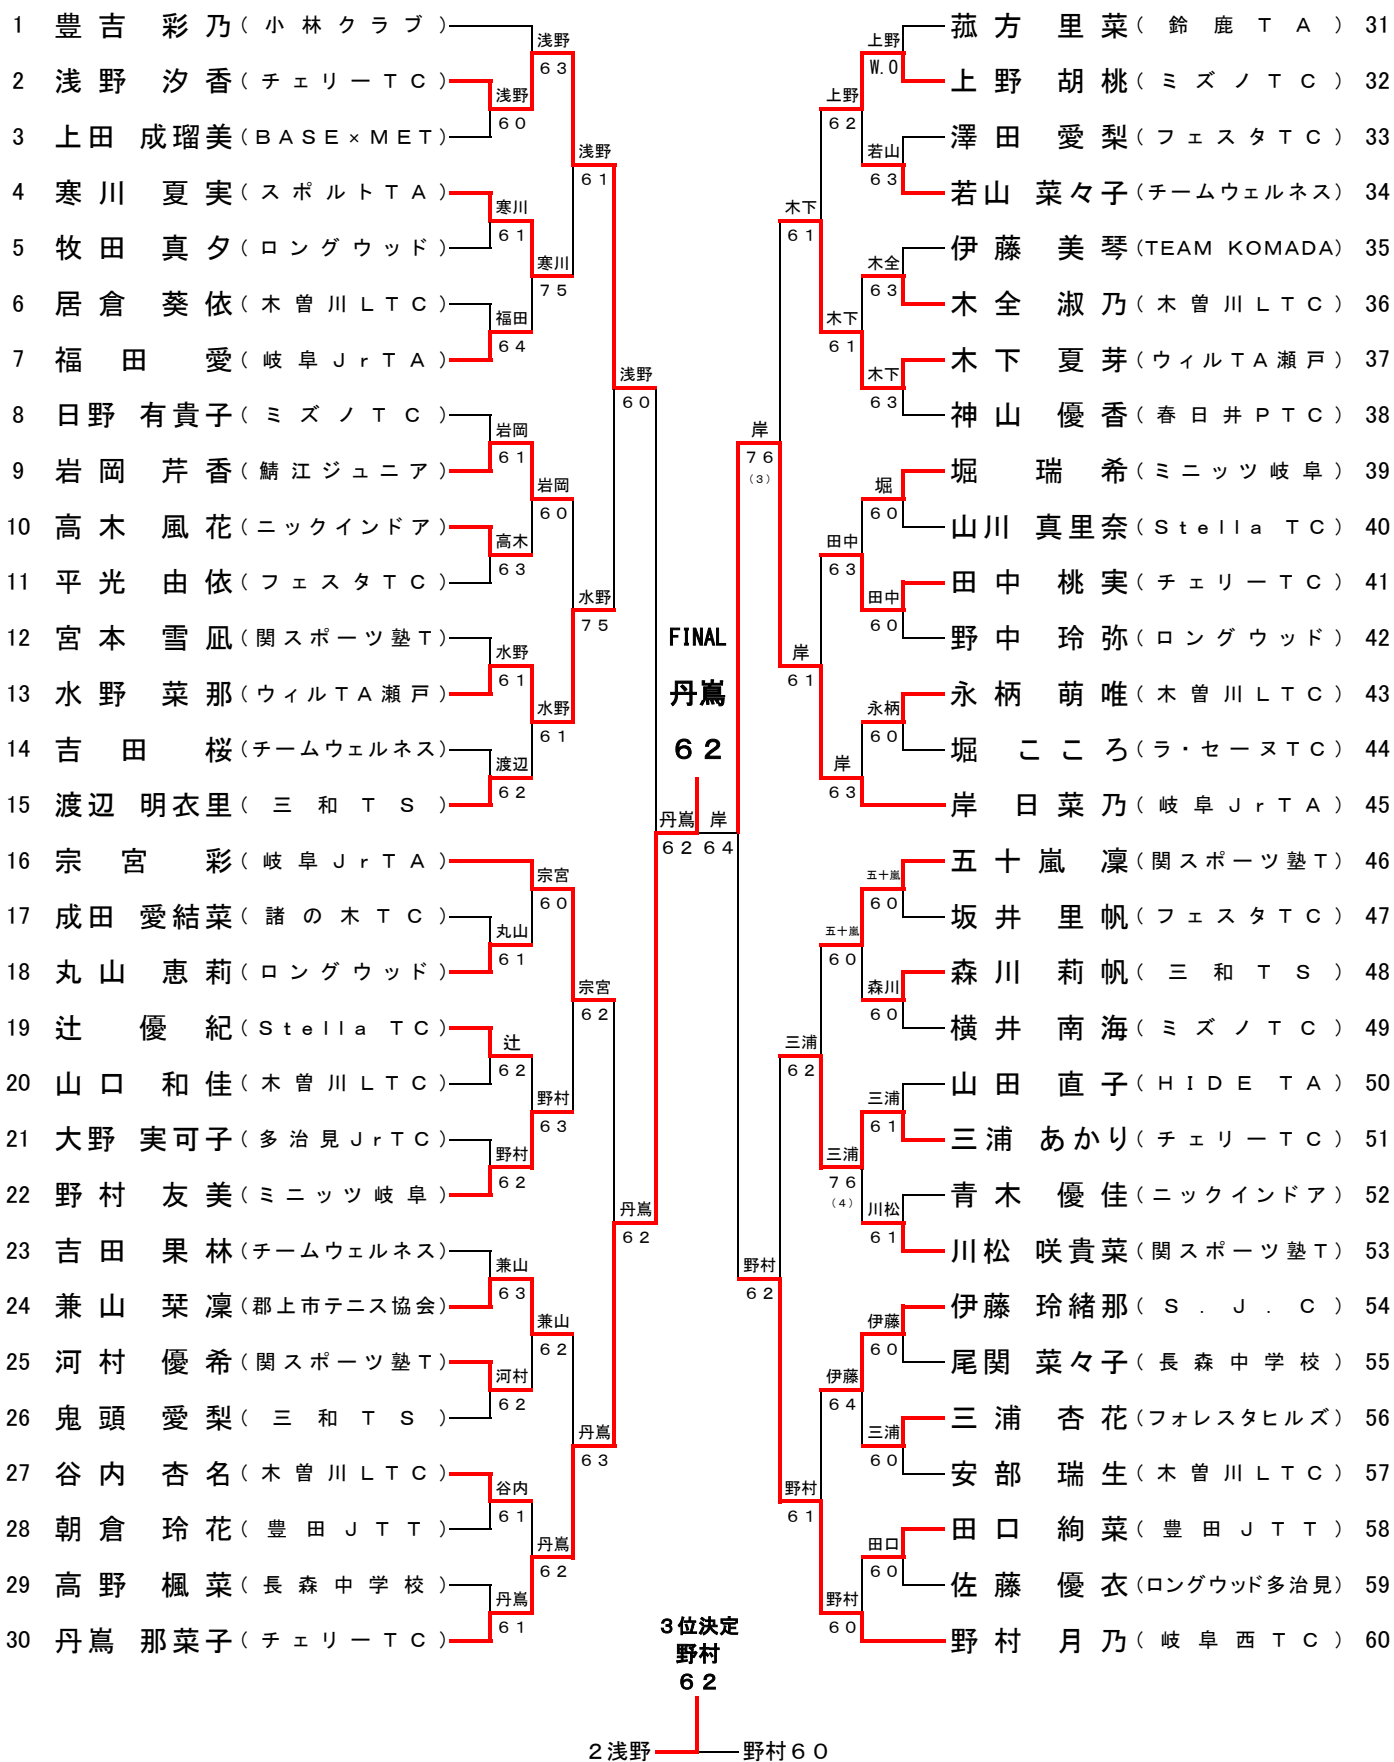 1 豊吉 彩乃(小林クラブ)
2 浅野 汐香(チェリーTC)
3 上田 成瑠美(BASE×MET)
4 寒川 夏実(スポルトTA)
5 牧田 真夕(ロングウッド)
6 居倉 葵依(木曽川LTC)
7 福田 愛(岐阜JrTA)
8 日野 有貴子(ミズノTC)
9 岩岡 芹香(鯖江ジュニア)
10 高木 風花(ニックインドア)
11 平光 由依(フェスタTC)
12 宮本 雪凪(関スポーツ塾T)
13 水野 菜那(ウィルTA瀬戸)
14 吉田 桜(チームウェルネス)
15 渡辺 明衣里(三和TS)
16 宗宮 彩(岐阜JrTA)
17 成田 愛結菜(諸の木TC)
18 丸山 恵莉(ロングウッド)
19 辻 優紀(Stella TC)
20 山口 和佳(木曽川LTC)
21 大野 実可子(多治見JrTC)
22 野村 友美(ミニッツ岐阜)
23 吉田 果林(チームウェルネス)
24 兼山 栞凜(郡上市テニス協会)
25 河村 優希(関スポーツ塾T)
26 鬼頭 愛梨(三和TS)
27 谷内 杏名(木曽川LTC)
28 朝倉 玲花(豊田JTT)
29 高野 楓菜(長森中学校)
30 丹嶌 那菜子(チェリーTC)
浅野
60
寒川
61
福田
64
岩岡
61
高木
63
水野
61
渡辺
62
丸山
61
辻
62
野村
62
兼山
63
河村
62
谷内
61
丹嶌
61
浅野
63
寒川
75
岩岡
60
水野
61
宗宮
60
野村
63
兼山
62
丹嶌
62
浅野
61
水野
75
宗宮
62
丹嶌
63
浅野
60
丹嶌
62
丹嶌
62
FINAL
丹嶌
62
岸
64
岸
76
(3)
野村
62
木下
61
岸
61
三浦
62
野村
61
上野
62
木下
61
田中
63
岸
63
五十嵐
60
三浦
76
(4)
伊藤
64
野村
60
上野
W.O
若山
63
木全
63
木下
63
堀
60
田中
60
永柄
60
五十嵐
60
森川
60
三浦
61
川松
61
伊藤
60
三浦
60
田口
60
菰方 里菜(鈴鹿TA) 31
上野 胡桃(ミズノTC) 32
澤田 愛梨(フェスタTC) 33
若山 菜々子(チームウェルネス) 34
伊藤 美琴(TEAM KOMADA) 35
木全 淑乃(木曽川LTC) 36
木下 夏芽(ウィルTA瀬戸) 37
神山 優香(春日井PTC) 38
堀 瑞希(ミニッツ岐阜) 39
山川 真里奈(Stella TC) 40
田中 桃実(チェリーTC) 41
野中 玲弥(ロングウッド) 42
永柄 萌唯(木曽川LTC) 43
堀 こころ(ラ・セーヌTC) 44
岸 日菜乃(岐阜JrTA) 45
五十嵐 凜(関スポーツ塾T) 46
坂井 里帆(フェスタTC) 47
森川 莉帆(三和TS) 48
横井 南海(ミズノTC) 49
山田 直子(HIDE TA) 50
三浦 あかり(チェリーTC) 51
青木 優佳(ニックインドア) 52
川松 咲貴菜(関スポーツ塾T) 53
伊藤 玲緒那(S.J.C) 54
尾関 菜々子(長森中学校) 55
三浦 杏花(フォレスタヒルズ) 56
安部 瑞生(木曽川LTC) 57
田口 絢菜(豊田JTT) 58
佐藤 優衣(ロングウッド多治見) 59
野村 月乃(岐阜西TC) 60
3位決定
野村
62
2浅野 野村60